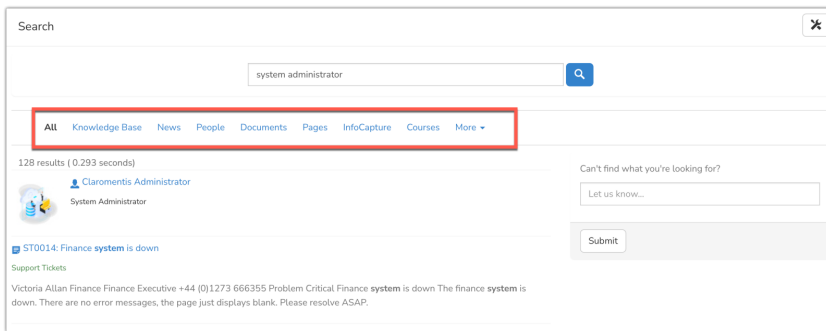 Search
system administrator
All Knowledge Base News People Documents Pages InfoCapture Courses More
128 results ( 0.293 seconds)
Claromentis Administrator
System Administrator
ST0014: Finance system is down
Support Tickets
Victoria Allan Finance Finance Executive +44 (0)1273 666355 Problem Critical Finance system is down The finance system is
down. There are no error messages, the page just displays blank. Please resolve ASAP.
Can't find what you're looking for?
Let us know...
Submit